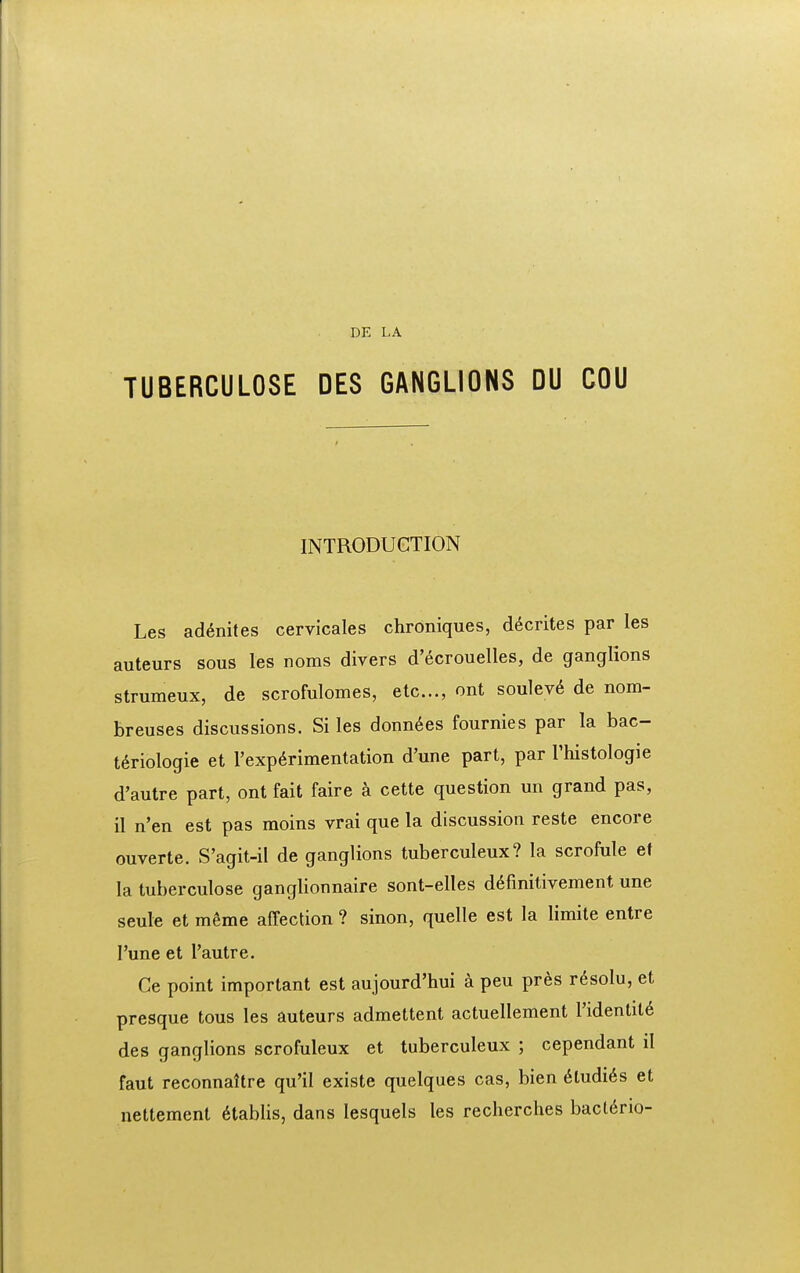 DE LA
TUBERCULOSE DES GANGLIONS DU COU
INTRODUCTION
Les adénites cervicales chroniques, décrites par les
auteurs sous les noms divers d'écrouelles, de ganglions
strumeux, de scrofulomes, etc..., ont soulevé de nom-
breuses discussions. Si les données fournies par la bac-
tériologie et l'expérimentation d'une part, par l'histologie
d'autre part, ont fait faire à cette question un grand pas,
il n'en est pas moins vrai que la discussion reste encore
ouverte. S'agit-il de ganglions tuberculeux? la scrofule et
la tuberculose ganglionnaire sont-elles définitivement une
seule et même affection ? sinon, quelle est la limite entre
l'une et l'autre.
Ce point important est aujourd'hui à peu près résolu, et
presque tous les auteurs admettent actuellement l'identité
des ganglions scrofuleux et tuberculeux ; cependant il
faut reconnaître qu'il existe quelques cas, bien étudiés et
nettement établis, dans lesquels les recherches bactério-